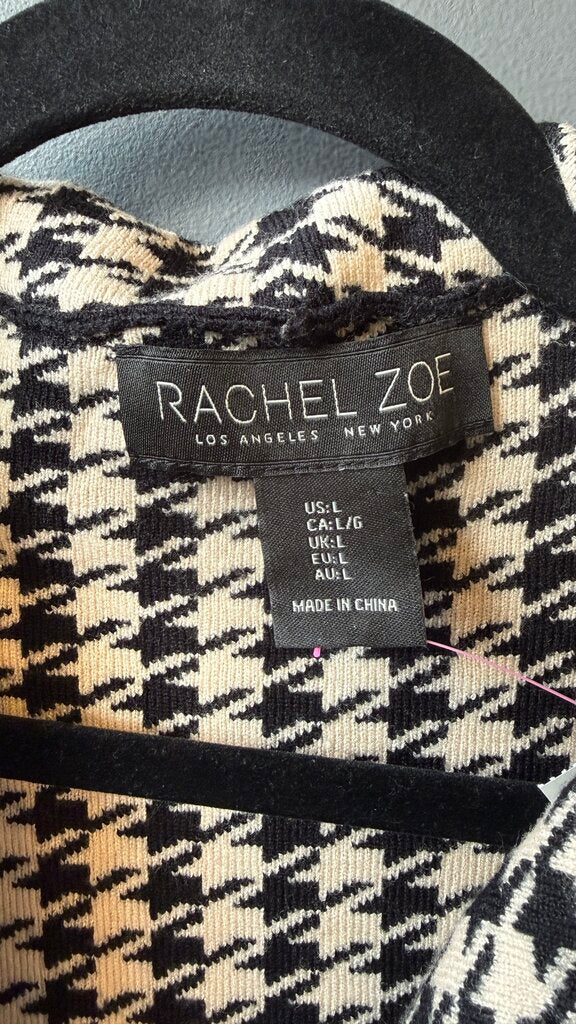 RACHEL ZOE
LOS ANGELES NEW YORK
US:L
CA:L/G
UK:L
EU:L
AU:L
MADE IN CHINA